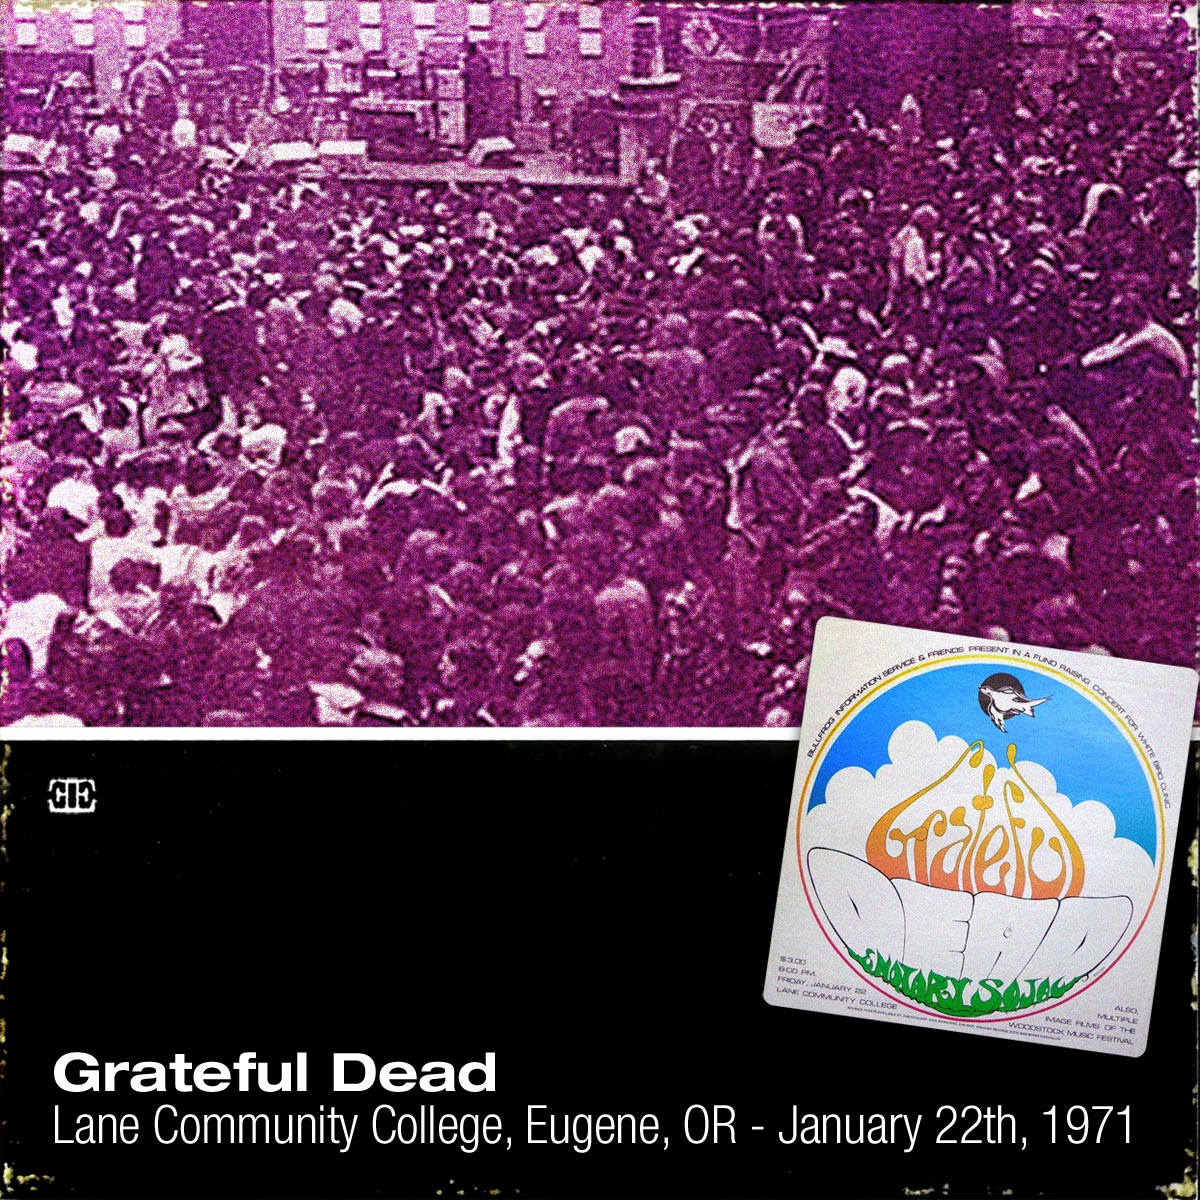 BULLFROG INFORMATION SERVICE & FRIENDS PRESENT IN A FUND RAISING CONCERT FOR WHITE BIRD CLINIC
Grateful
DEAD
& NOTARY SOJAC
$3.00
8:00 PM.
FRIDAY, JANUARY 22
LANE COMMUNITY COLLEGE
ALSO,
MULTIPLE
IMAGE FILMS OF THE
WOODSTOCK MUSIC FESTIVAL
Grateful Dead
Lane Community College, Eugene, OR - January 22th, 1971